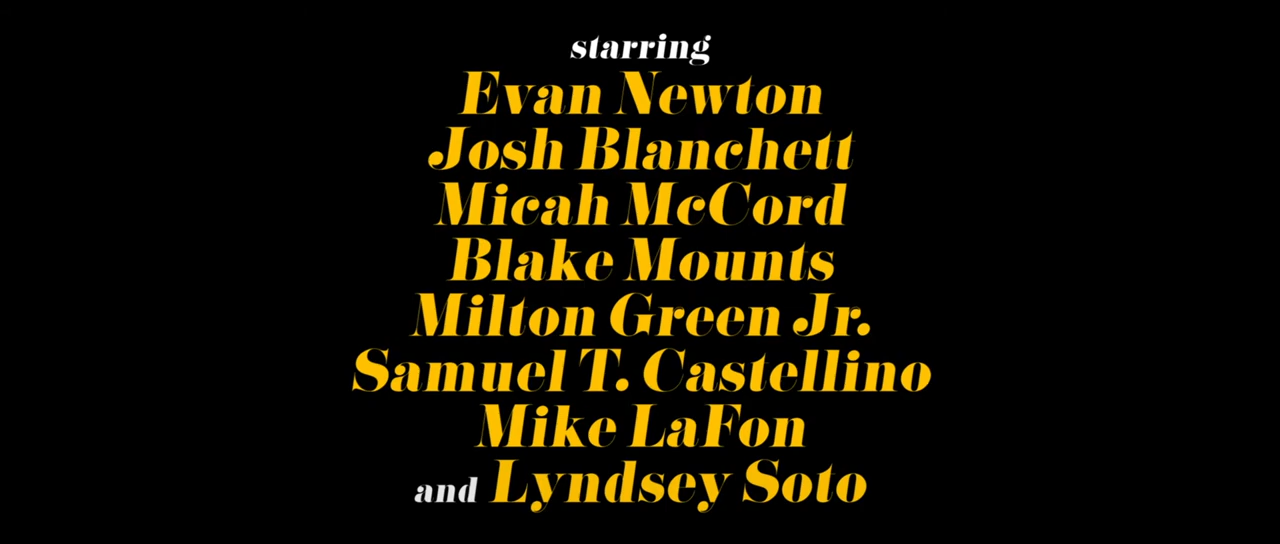 starring
Evan Newton
Josh Blanchett
Micah McCord
Blake Mounts
Milton Green Jr.
Samuel T. Castellino
Mike LaFon
and Lyndsey Soto